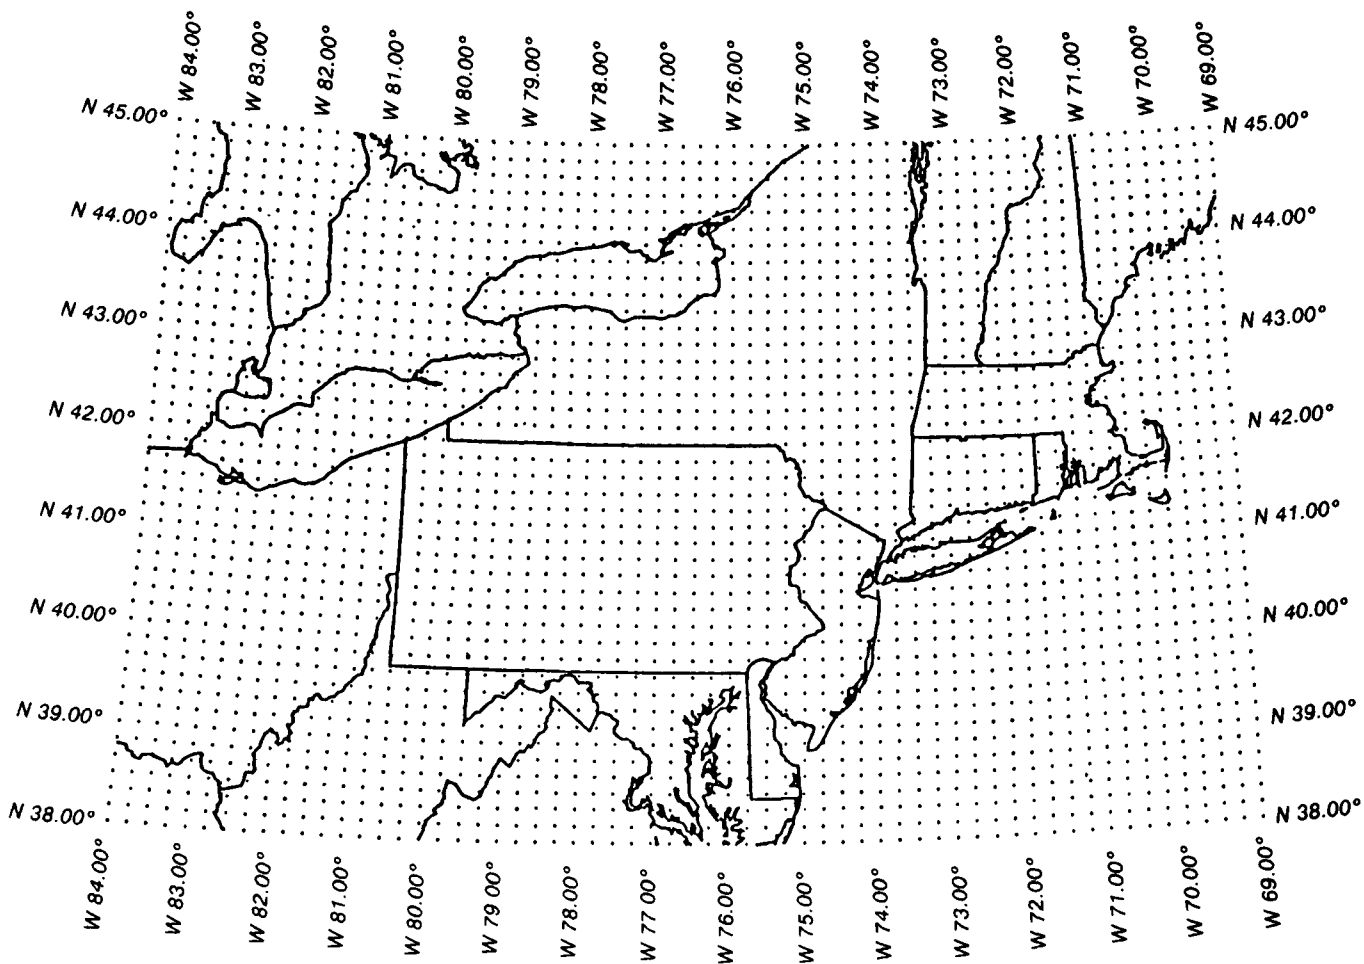 W 84.00°
W 83.00°
W 82.00°
W 81.00°
W 80.00°
W 79.00°
W 78.00°
W 77.00°
W 76.00°
W 75.00°
W 74.00°
W 73.00°
W 72.00°
W 71.00°
W 70.00°
W 69.00°
N 45.00°
N 45.00°
N 44.00°
N 44.00°
N 43.00°
N 43.00°
N 42.00°
N 42.00°
N 41.00°
N 41.00°
N 40.00°
N 40.00°
N 39.00°
N 39.00°
N 38.00°
N 38.00°
W 84.00°
W 83.00°
W 82.00°
W 81.00°
W 80.00°
W 79.00°
W 78.00°
W 77.00°
W 76.00°
W 75.00°
W 74.00°
W 73.00°
W 72.00°
W 71.00°
W 70.00°
W 69.00°